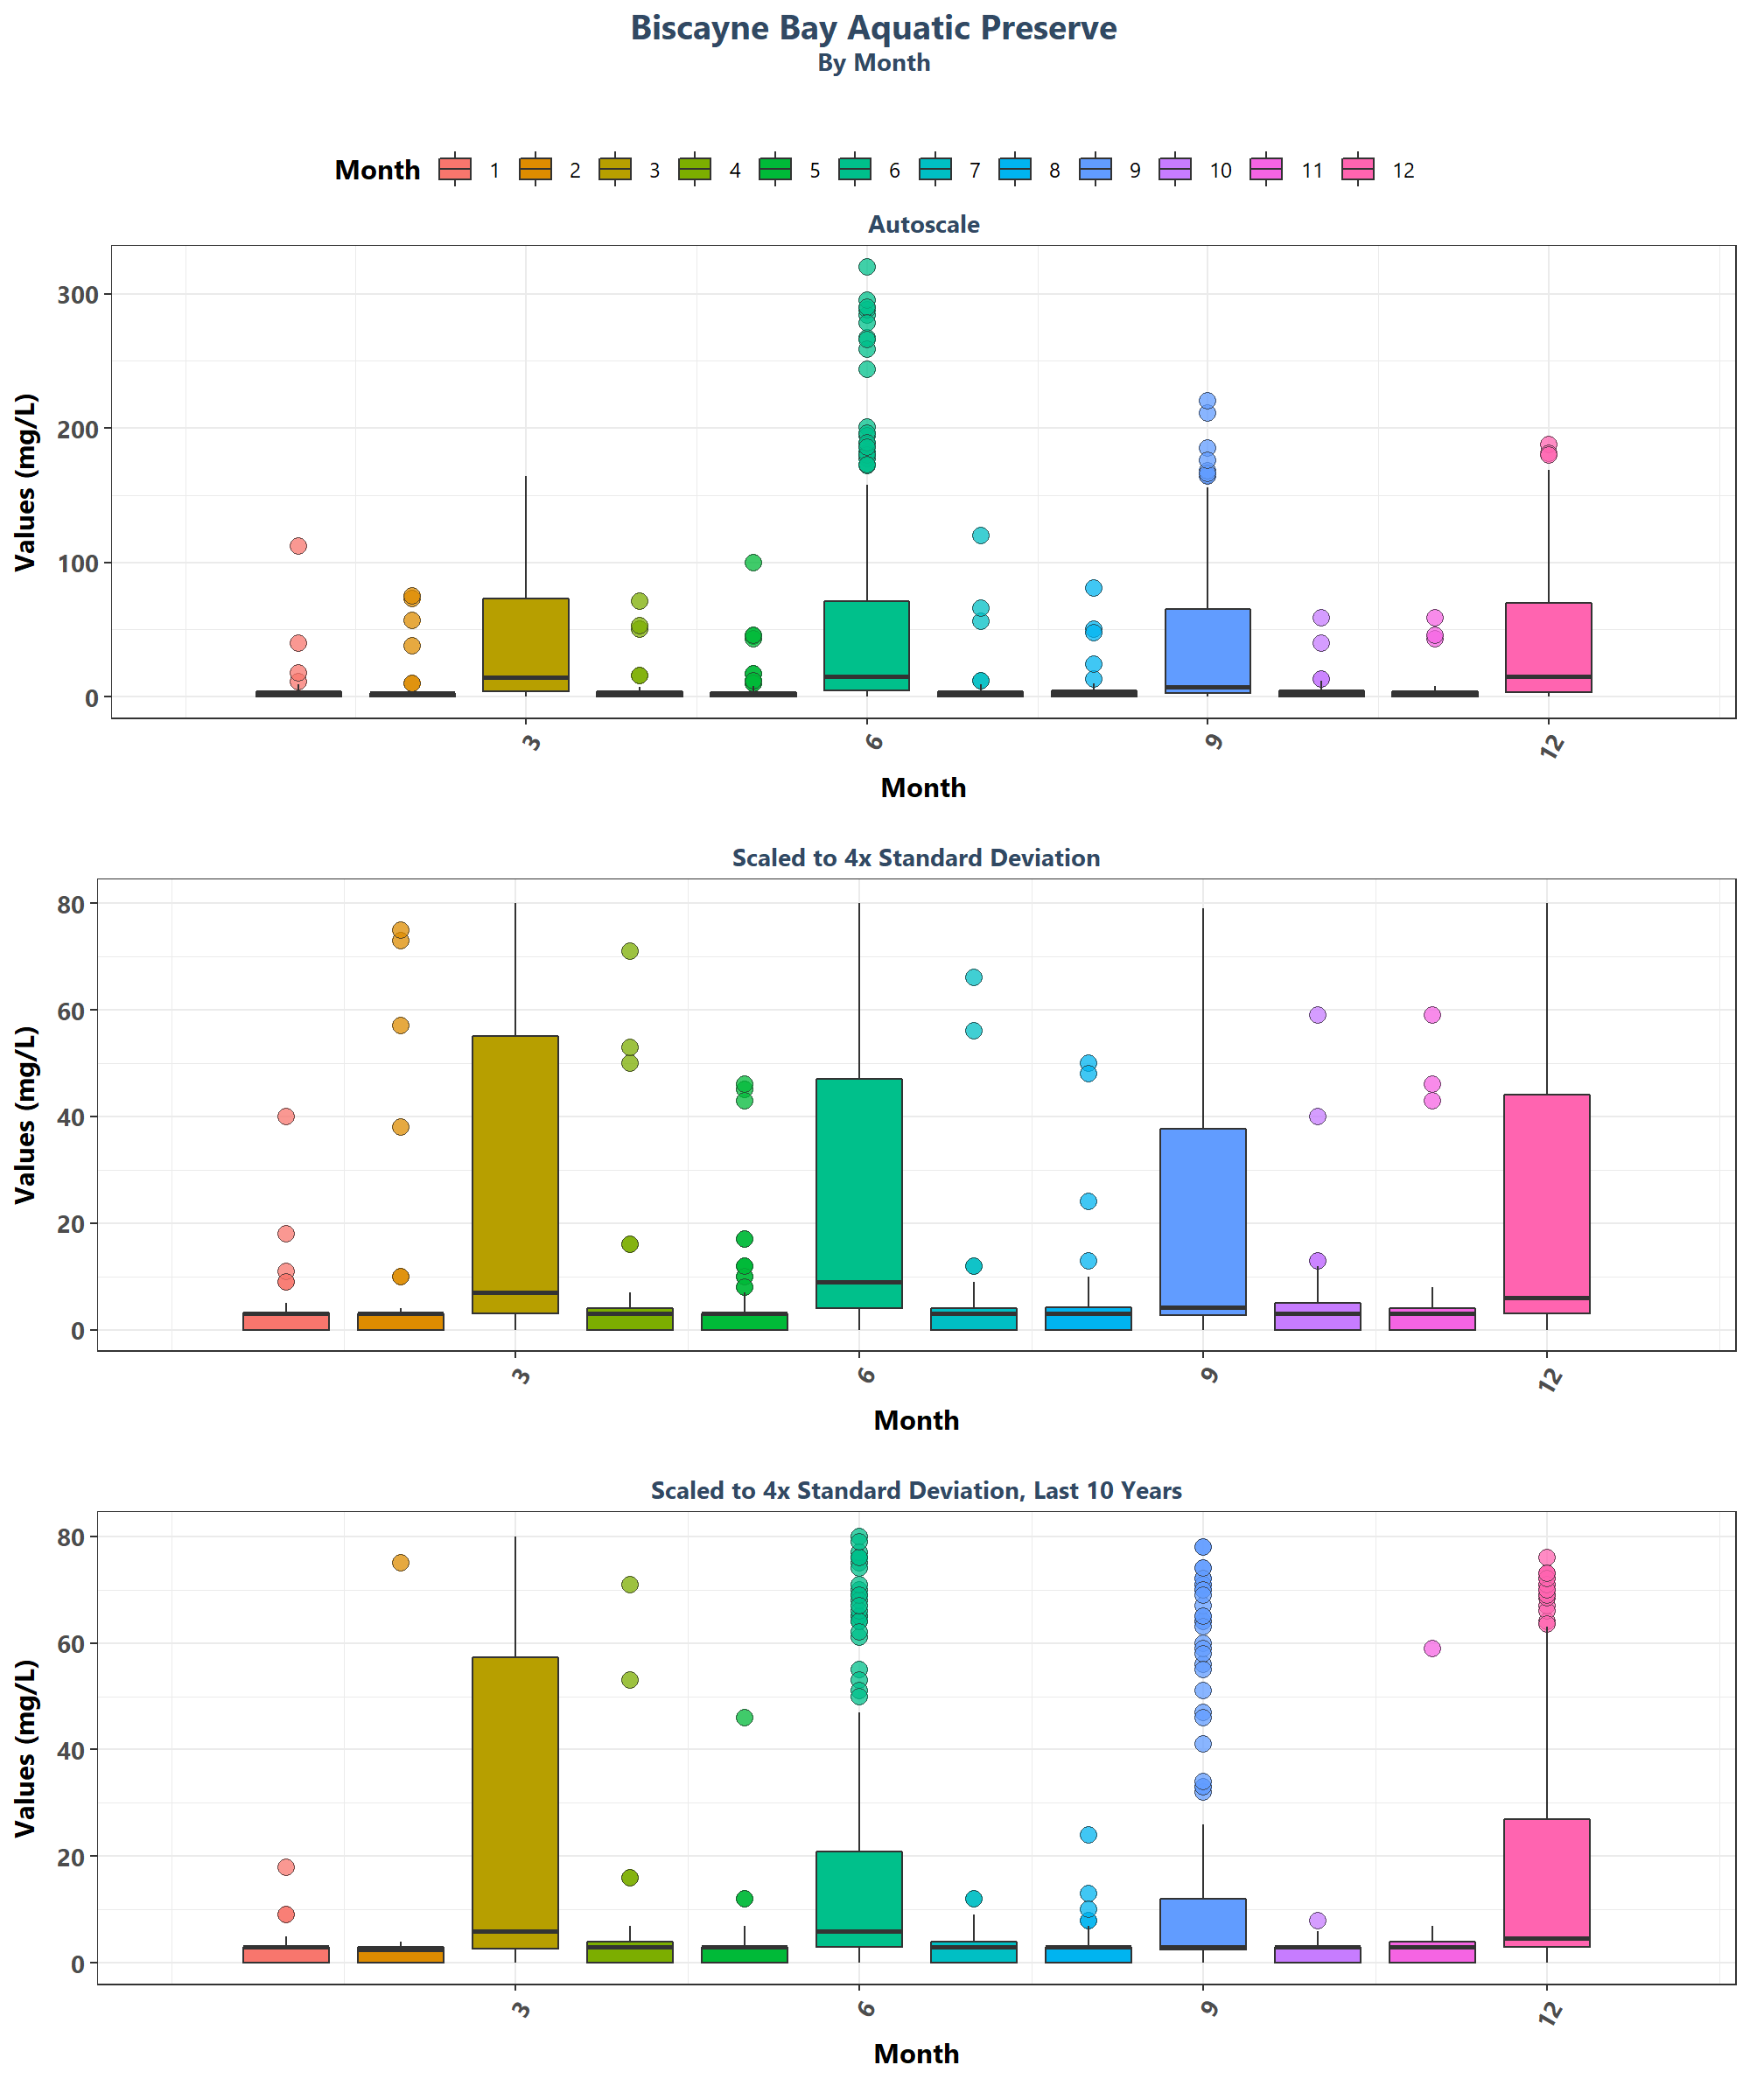 Biscayne Bay Aquatic Preserve
By Month
Month 1 2 3 4 5 6 7 8 9 10 11 12
Autoscale
Values (mg/L)
300
200
100
0
3 6 9 12
Month
Scaled to 4x Standard Deviation
Values (mg/L)
80
60
40
20
0
3 6 9 12
Month
Scaled to 4x Standard Deviation, Last 10 Years
Values (mg/L)
80
60
40
20
0
3 6 9 12
Month